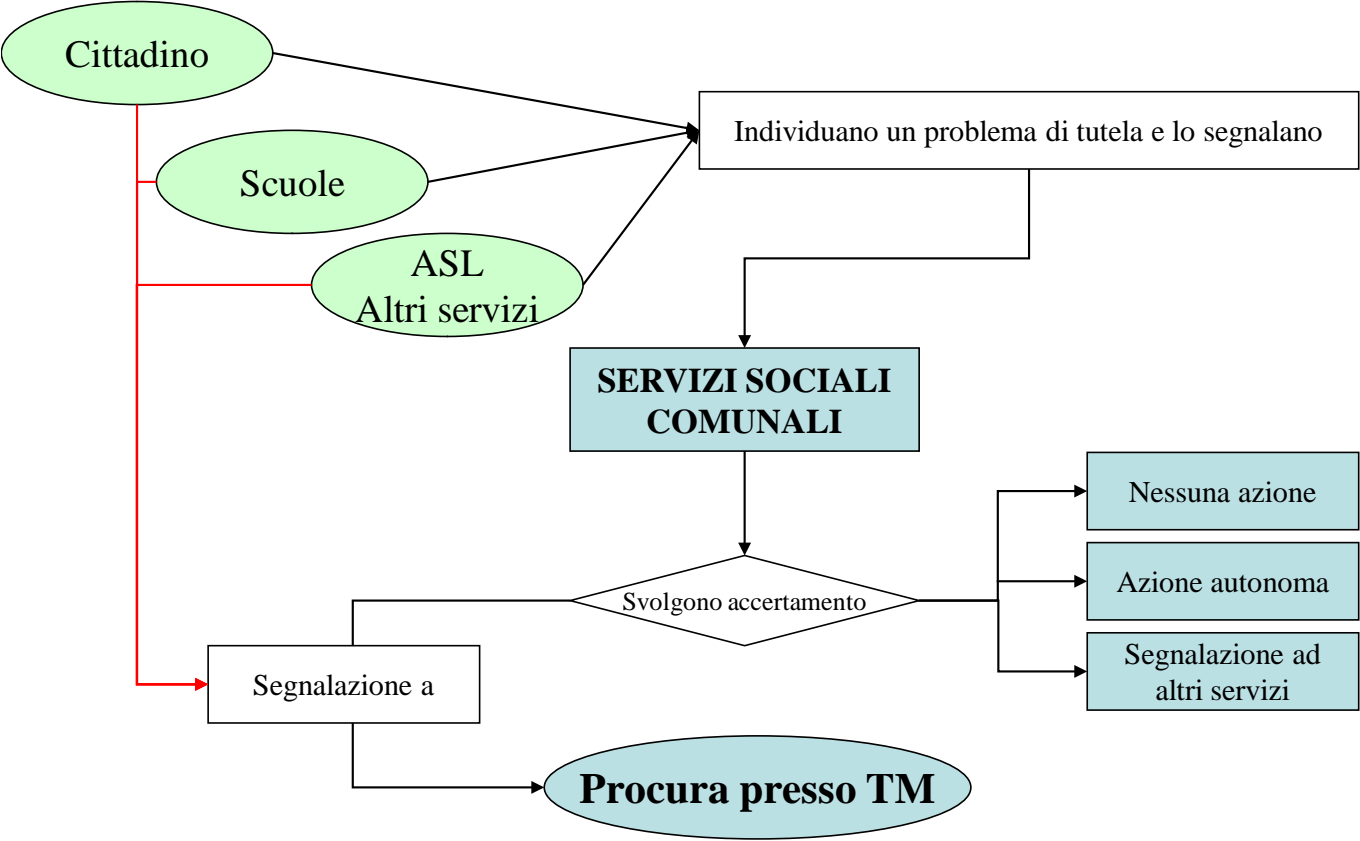 Cittadino
Individuano un problema di tutela e lo segnalano
Scuole
ASL
Altri servizi
SERVIZI SOCIALI
COMUNALI
Nessuna azione
Azione autonoma
Svolgono accertamento
Segnalazione ad
altri servizi
Segnalazione a
Procura presso TM